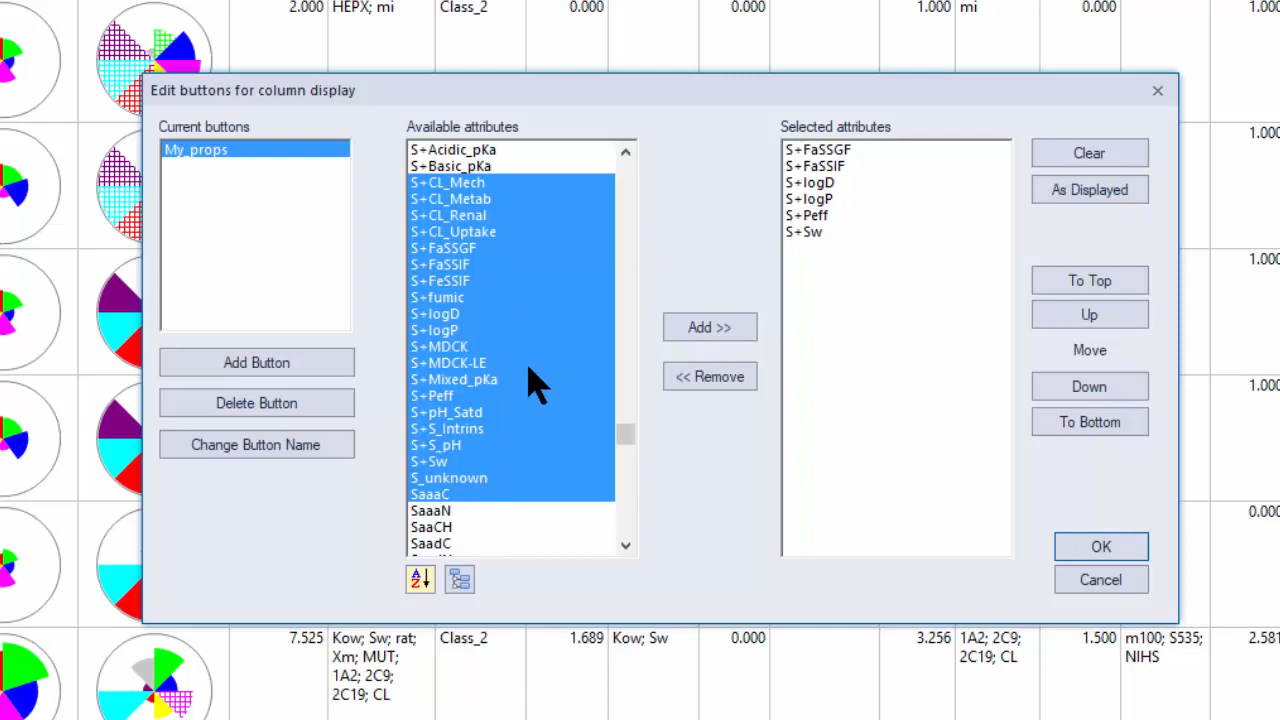 2.000 HEPX; mi Class_2 0.000 0.000 1.000 mi 0.000 1.000
Edit buttons for column display
Current buttons
My_props
Add Button
Delete Button
Change Button Name
Available attributes
S+Acidic_pKa
S+Basic_pKa
S+CL_Mech
S+CL_Metab
S+CL_Renal
S+CL_Uptake
S+FaSSGF
S+FaSSIF
S+FeSSIF
S+fumic
S+logD
S+logP
S+MDCK
S+MDCK-LE
S+Mixed_pKa
S+Peff
S+pH_Satd
S+S_Intrins
S+S_pH
S+Sw
S_unknown
SaaaC
SaaaN
SaaCH
SaadC
Add >>
<< Remove
Selected attributes
S+FaSSGF
S+FaSSIF
S+logD
S+logP
S+Peff
S+Sw
Clear
As Displayed
To Top
Up
Move
Down
To Bottom
OK
Cancel
1.000
1.000
1.000
0.000
7.525 Kow; Sw; rat; Class_2 1.689 Kow; Sw 0.000 3.256 1A2; 2C9; 1.500 m100; S535; 2.581
Xm; MUT; 2C19; CL NIHS
1A2; 2C9;
2C19; CL